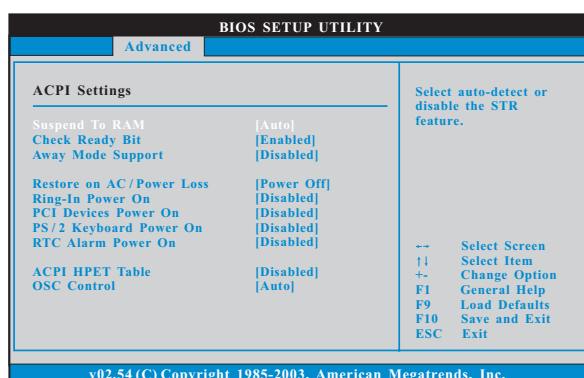 BIOS SETUP UTILITY
Advanced
ACPI Settings
Suspend To RAM [Auto]
Check Ready Bit [Enabled]
Away Mode Support [Disabled]
Restore on AC / Power Loss [Power Off]
Ring-In Power On [Disabled]
PCI Devices Power On [Disabled]
PS / 2 Keyboard Power On [Disabled]
RTC Alarm Power On [Disabled]
ACPI HPET Table [Disabled]
OSC Control [Auto]
Select auto-detect or
disable the STR
feature.
←→ Select Screen
↑↓ Select Item
+- Change Option
F1 General Help
F9 Load Defaults
F10 Save and Exit
ESC Exit
v02.54 (C) Copyright 1985-2003, American Megatrends, Inc.